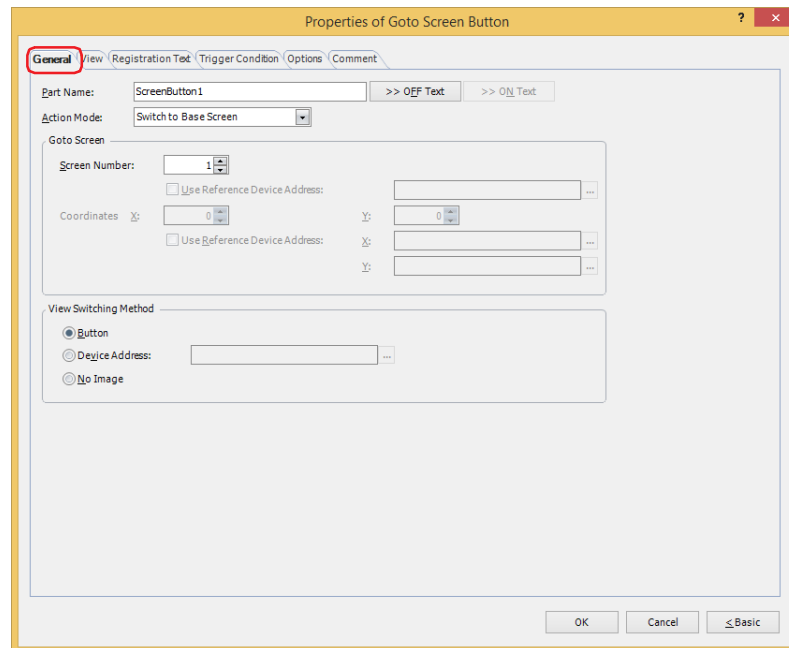 Properties of Goto Screen Button ? ×
General View Registration Text Trigger Condition Options Comment
Part Name: ScreenButton1 >> OFF Text >> ON Text
Action Mode: Switch to Base Screen
Goto Screen
Screen Number: 1
Use Reference Device Address: ...
Coordinates X: 0 Y: 0
Use Reference Device Address: X: ...
Y: ...
View Switching Method
Button
Device Address: ...
No Image
OK Cancel < Basic